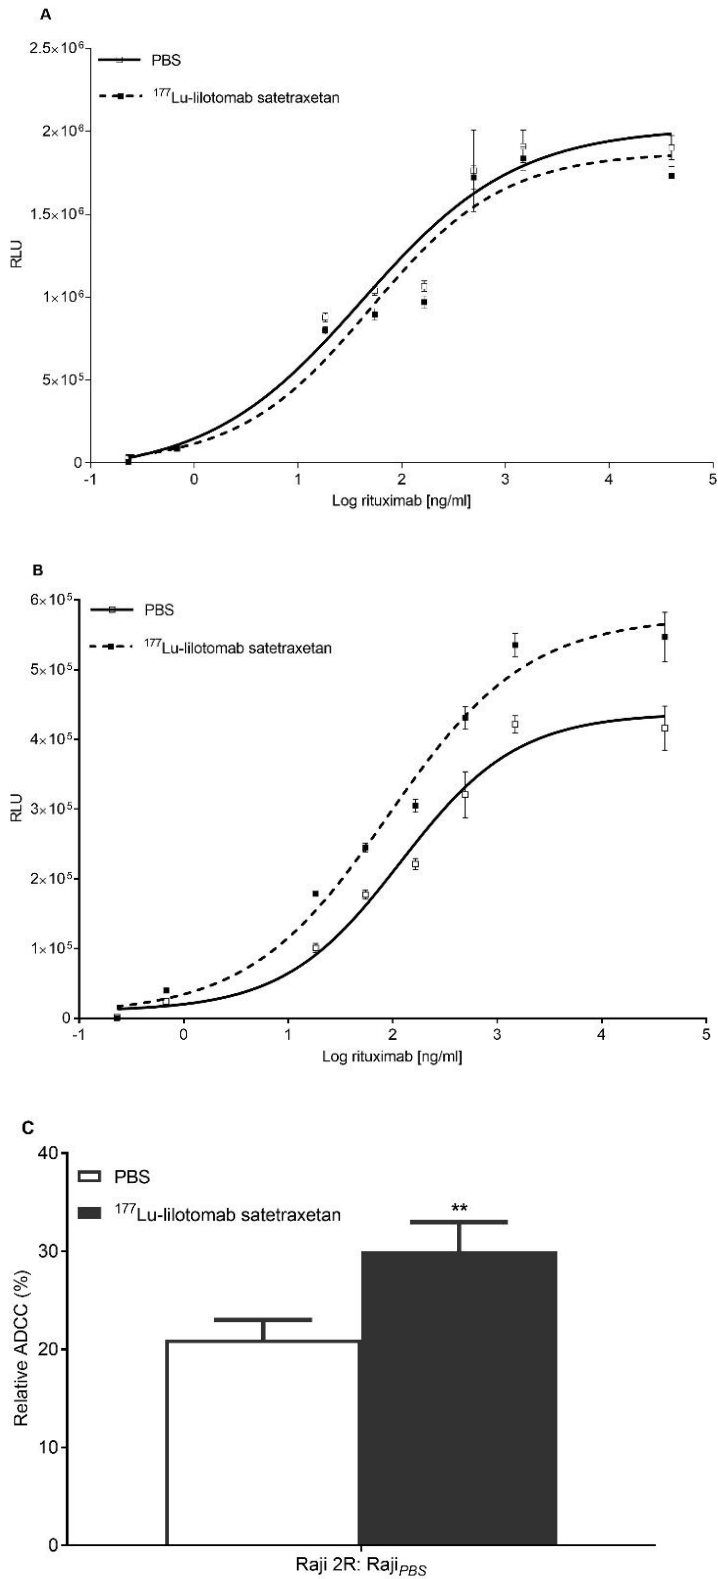 A
2.5×10⁶
PBS
¹⁷⁷Lu-lilotomab satetraxetan
2×10⁶
1.5×10⁶
RLU
1×10⁶
5×10⁵
0
-1 0 1 2 3 4 5
Log rituximab [ng/ml]
B
6×10⁵
PBS
¹⁷⁷Lu-lilotomab satetraxetan
5×10⁵
4×10⁵
RLU
3×10⁵
2×10⁵
1×10⁵
0
-1 0 1 2 3 4 5
Log rituximab [ng/ml]
C
40
PBS
¹⁷⁷Lu-lilotomab satetraxetan
**
30
Relative ADCC (%)
20
10
0
Raji 2R: Raji_PBS